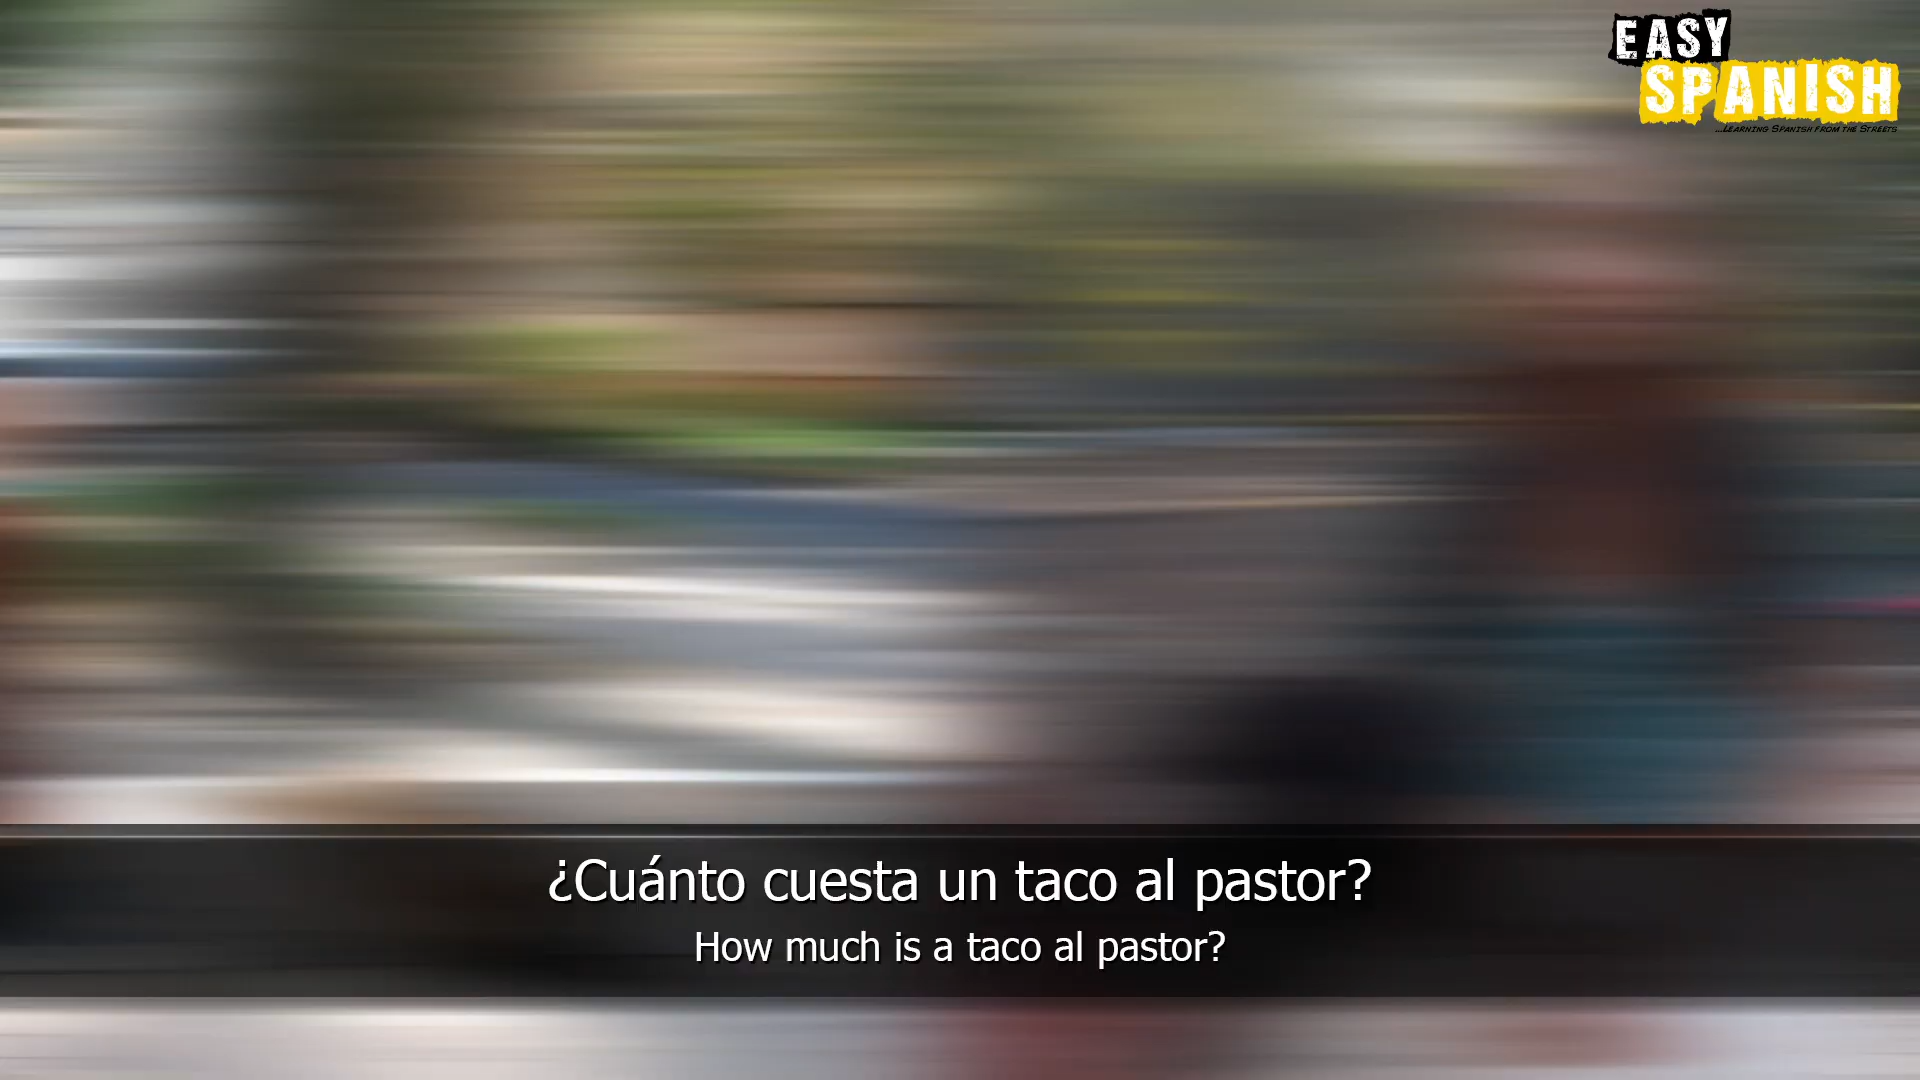 EASY
SPANISH
...LEARNING SPANISH FROM THE STREETS
¿Cuánto cuesta un taco al pastor?
How much is a taco al pastor?